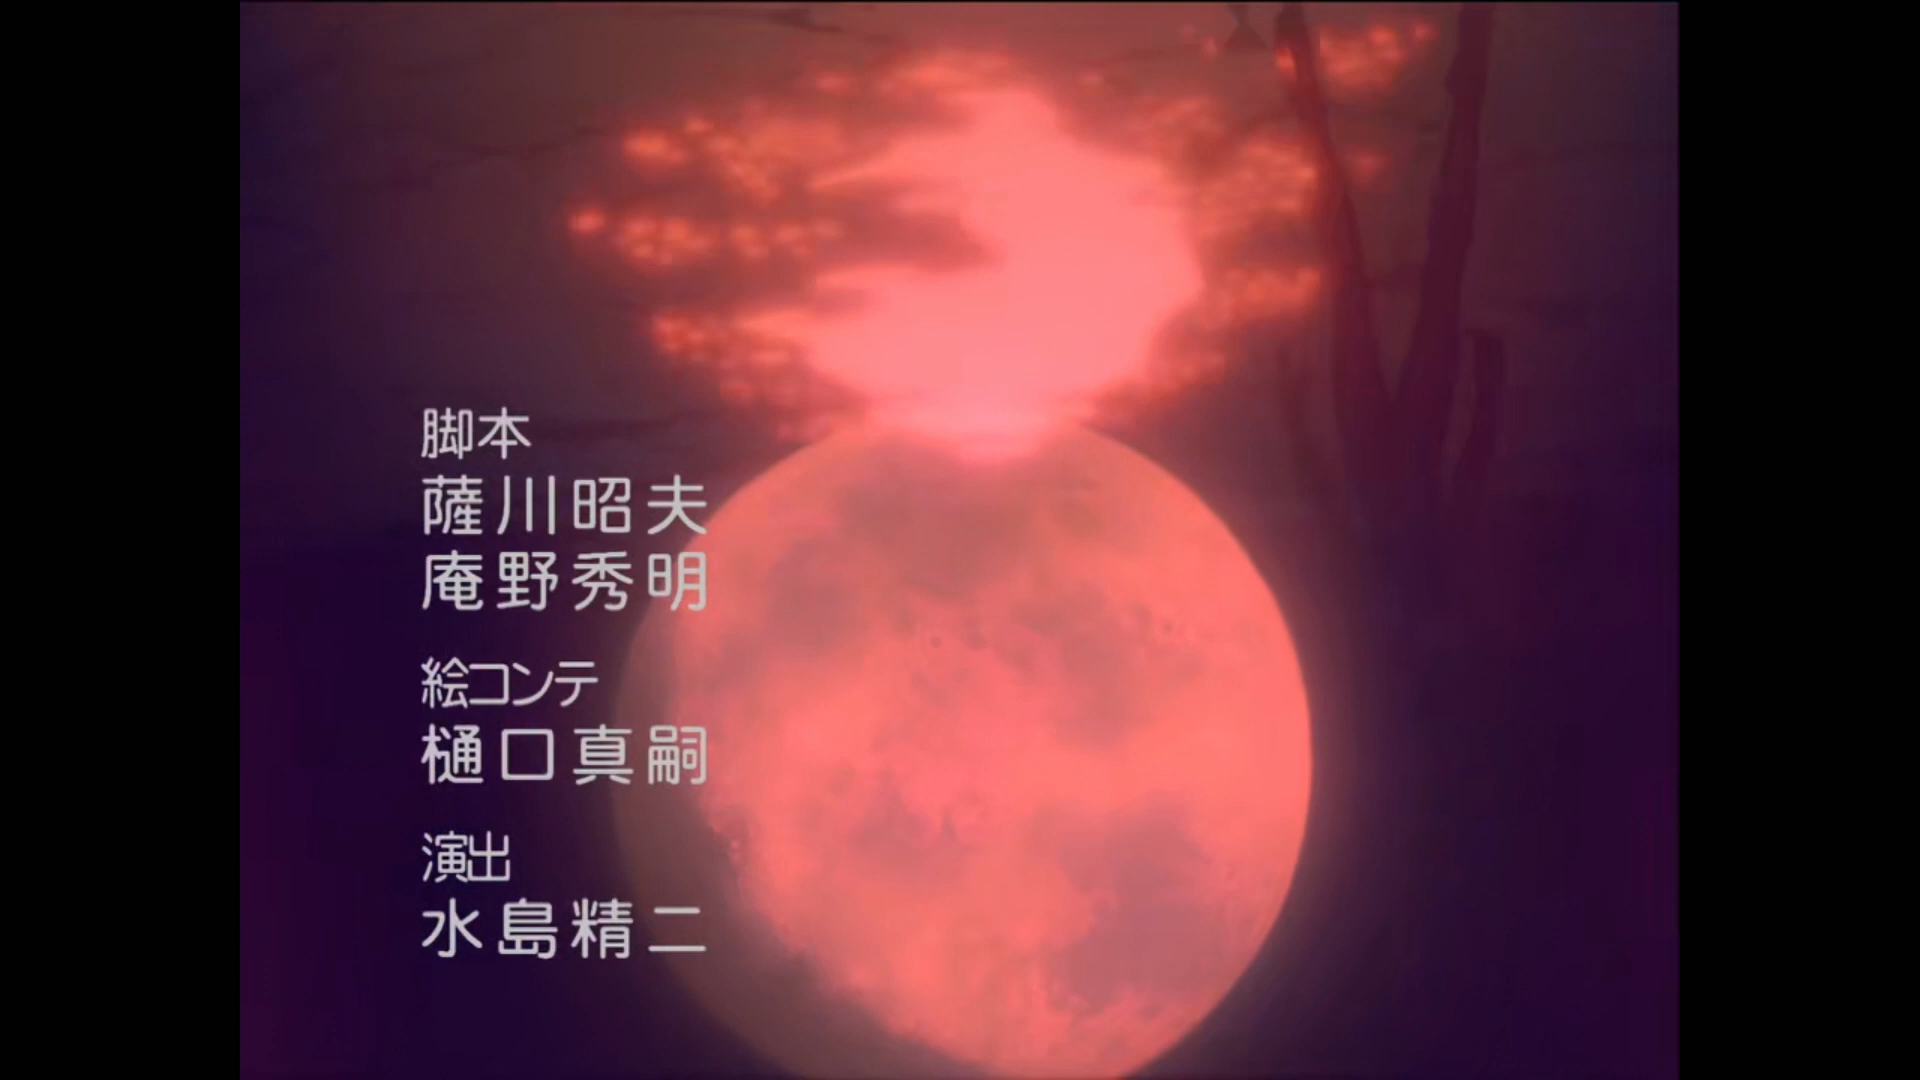 脚本
薩川昭夫
庵野秀明
絵コンテ
樋口真嗣
演出
水島精二